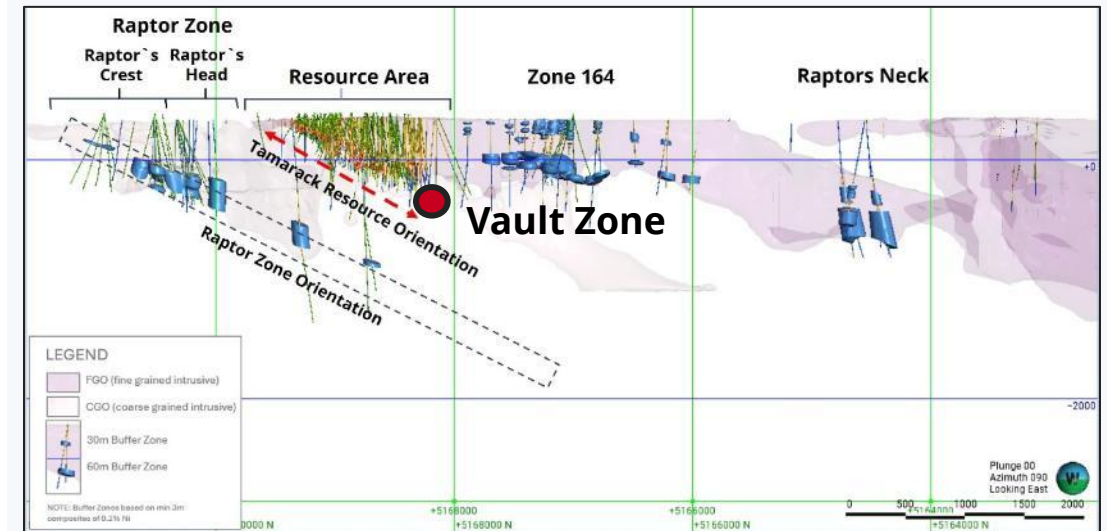 Raptor Zone
Raptor`s Raptor`s
Crest Head
Resource Area
Zone 164
Raptors Neck
+0
Tamarack Resource Orientation
Vault Zone
Raptor Zone Orientation
LEGEND
FGO (fine grained intrusive)
CGO (coarse grained intrusive)
30m Buffer Zone
60m Buffer Zone
NOTE: Buffer Zones based on min 3m
composites of 0.2% Ni
-2000
Plunge 00
Azimuth 090
Looking East
W
0 500 1000 1500 2000
+5168000 +5166000 +5164000
0000 N +5168000 N +5166000 N +5164000 N